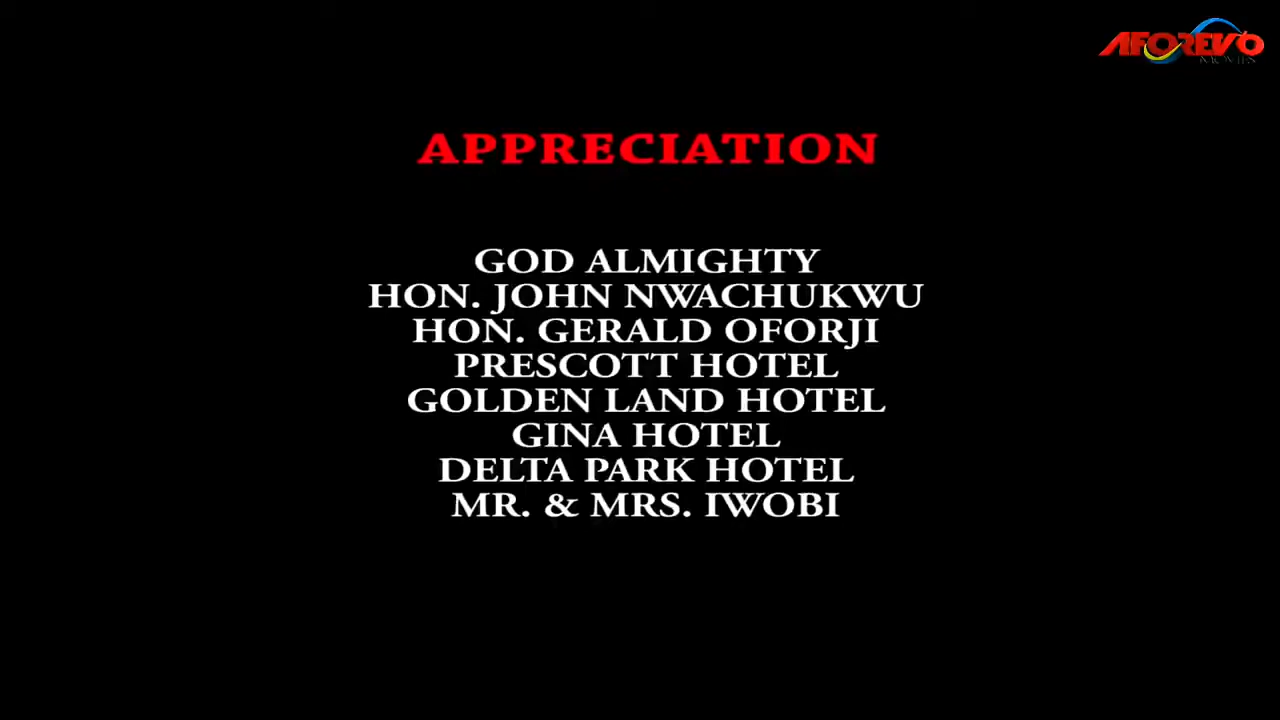 AFOREVO
MOVIES
APPRECIATION
GOD ALMIGHTY
HON. JOHN NWACHUKWU
HON. GERALD OFORJI
PRESCOTT HOTEL
GOLDEN LAND HOTEL
GINA HOTEL
DELTA PARK HOTEL
MR. & MRS. IWOBI